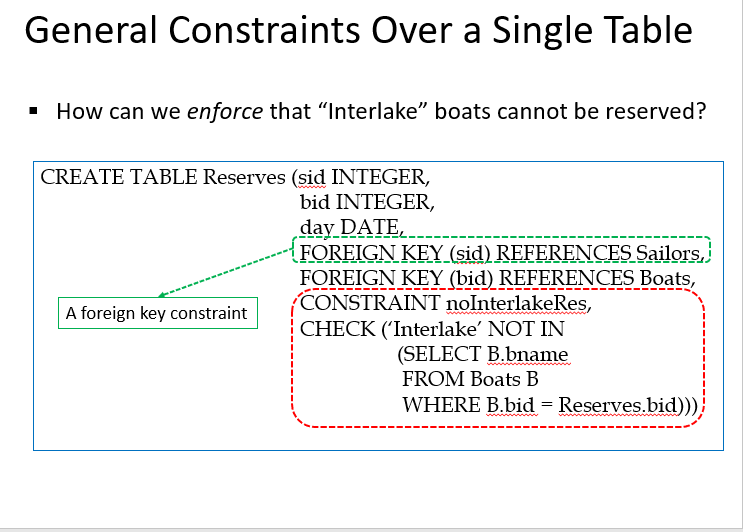 General Constraints Over a Single Table
▪ How can we enforce that “Interlake” boats cannot be reserved?
CREATE TABLE Reserves (sid INTEGER,
bid INTEGER,
day DATE,
FOREIGN KEY (sid) REFERENCES Sailors,
FOREIGN KEY (bid) REFERENCES Boats,
A foreign key constraint
CONSTRAINT noInterlakeRes,
CHECK (‘Interlake’ NOT IN
(SELECT B.bname
FROM Boats B
WHERE B.bid = Reserves.bid)))